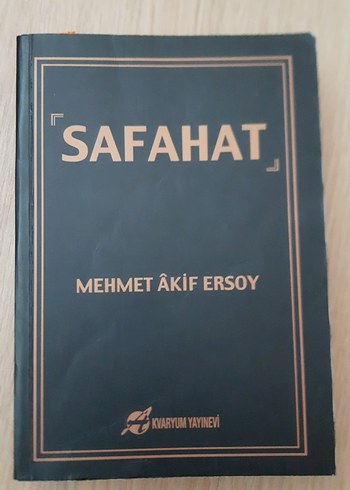 『SAFAHAT』
MEHMET ÂKİF ERSOY
AKVARYUM YAYINEVİ